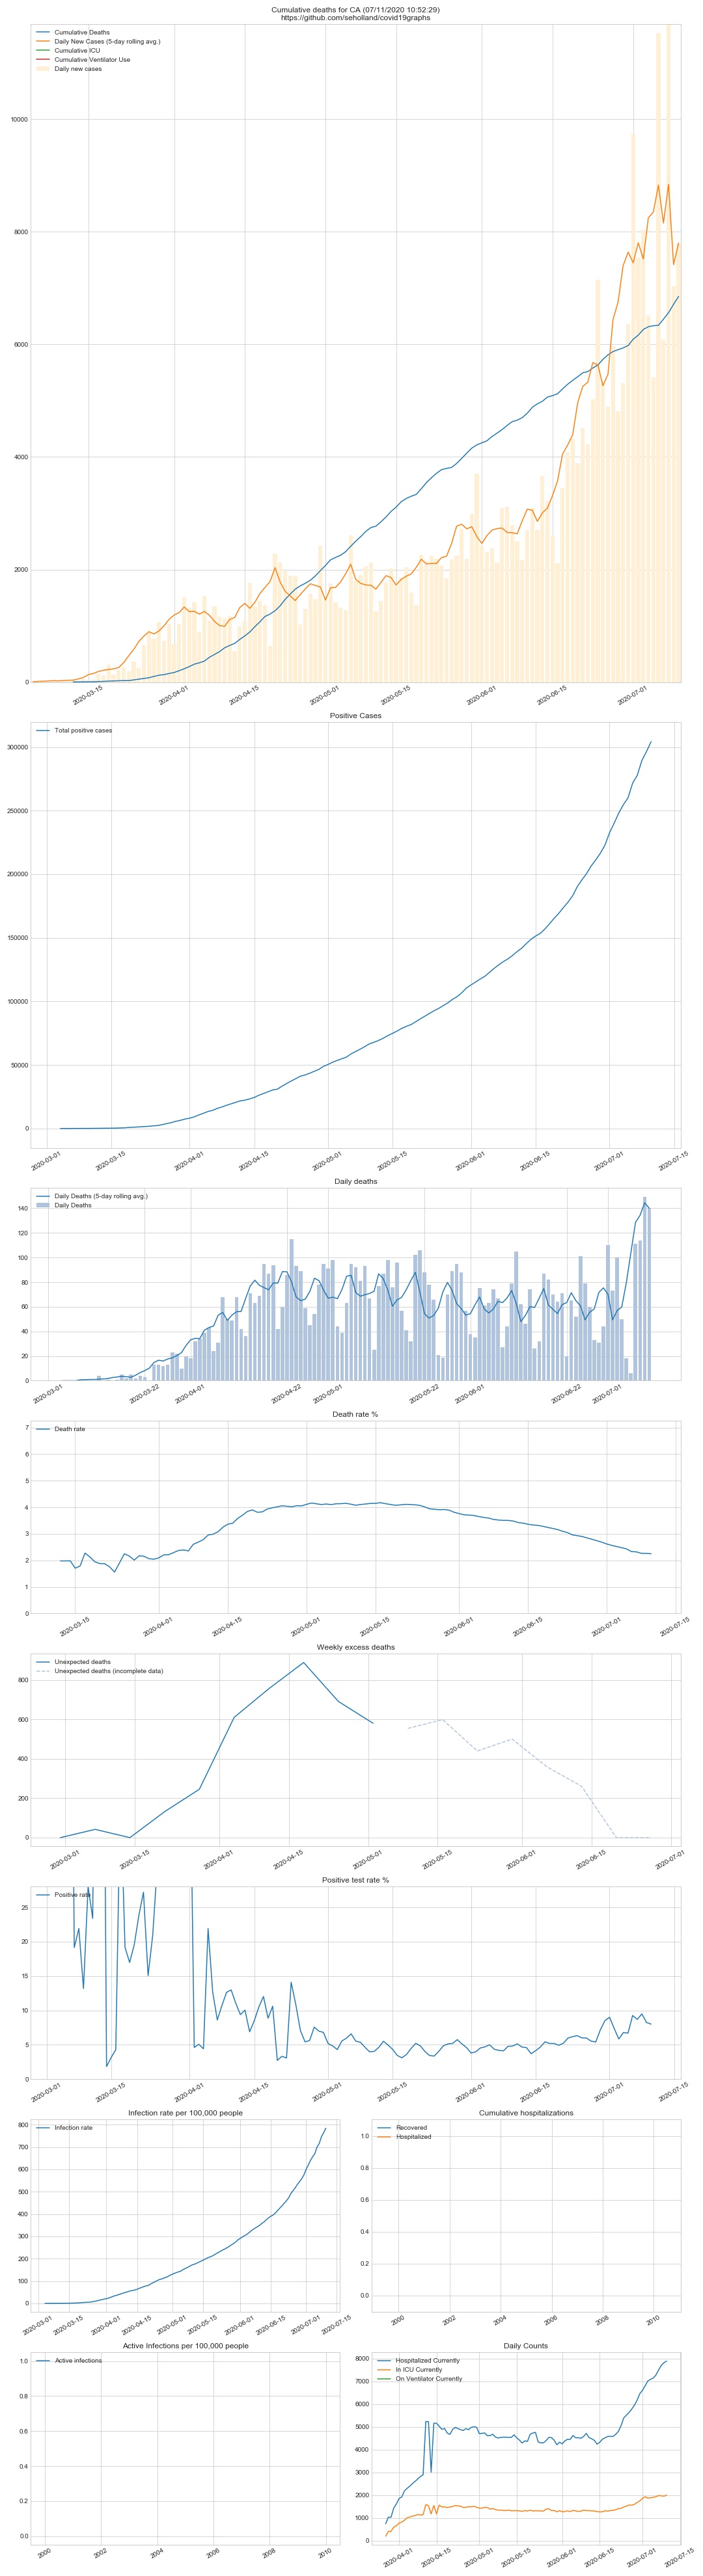 Cumulative deaths for CA (07/11/2020 10:52:29)
https://github.com/seholland/covid19graphs
Cumulative Deaths
Daily New Cases (5-day rolling avg.)
Cumulative ICU
Cumulative Ventilator Use
Daily new cases
10000
8000
6000
4000
2000
0
2020-03-15 2020-04-01 2020-04-15 2020-05-01 2020-05-15 2020-06-01 2020-06-15 2020-07-01
Positive Cases
Total positive cases
300000
250000
200000
150000
100000
50000
0
2020-03-01 2020-03-15 2020-04-01 2020-04-15 2020-05-01 2020-05-15 2020-06-01 2020-06-15 2020-07-01 2020-07-15
Daily deaths
Daily Deaths (5-day rolling avg.)
Daily Deaths
140
120
100
80
60
40
20
0
2020-03-01 2020-03-22 2020-04-01 2020-04-22 2020-05-01 2020-05-22 2020-06-01 2020-06-22 2020-07-01
Death rate %
Death rate
7
6
5
4
3
2
1
0
2020-03-15 2020-04-01 2020-04-15 2020-05-01 2020-05-15 2020-06-01 2020-06-15 2020-07-01 2020-07-15
Weekly excess deaths
Unexpected deaths
Unexpected deaths (incomplete data)
800
600
400
200
0
2020-03-01 2020-03-15 2020-04-01 2020-04-15 2020-05-01 2020-05-15 2020-06-01 2020-06-15 2020-07-01
Positive test rate %
Positive rate
25
20
15
10
5
0
2020-03-01 2020-03-15 2020-04-01 2020-04-15 2020-05-01 2020-05-15 2020-06-01 2020-06-15 2020-07-01 2020-07-15
Infection rate per 100,000 people
Infection rate
800
700
600
500
400
300
200
100
0
2020-03-01 2020-03-15 2020-04-01 2020-04-15 2020-05-01 2020-05-15 2020-06-01 2020-06-15 2020-07-01 2020-07-15
Cumulative hospitalizations
Recovered
Hospitalized
1.0
0.8
0.6
0.4
0.2
0.0
2000 2002 2004 2006 2008 2010
Active Infections per 100,000 people
Active infections
1.0
0.8
0.6
0.4
0.2
0.0
2000 2002 2004 2006 2008 2010
Daily Counts
Hospitalized Currently
In ICU Currently
On Ventilator Currently
8000
7000
6000
5000
4000
3000
2000
1000
0
2020-04-01 2020-04-15 2020-05-01 2020-05-15 2020-06-01 2020-06-15 2020-07-01 2020-07-15